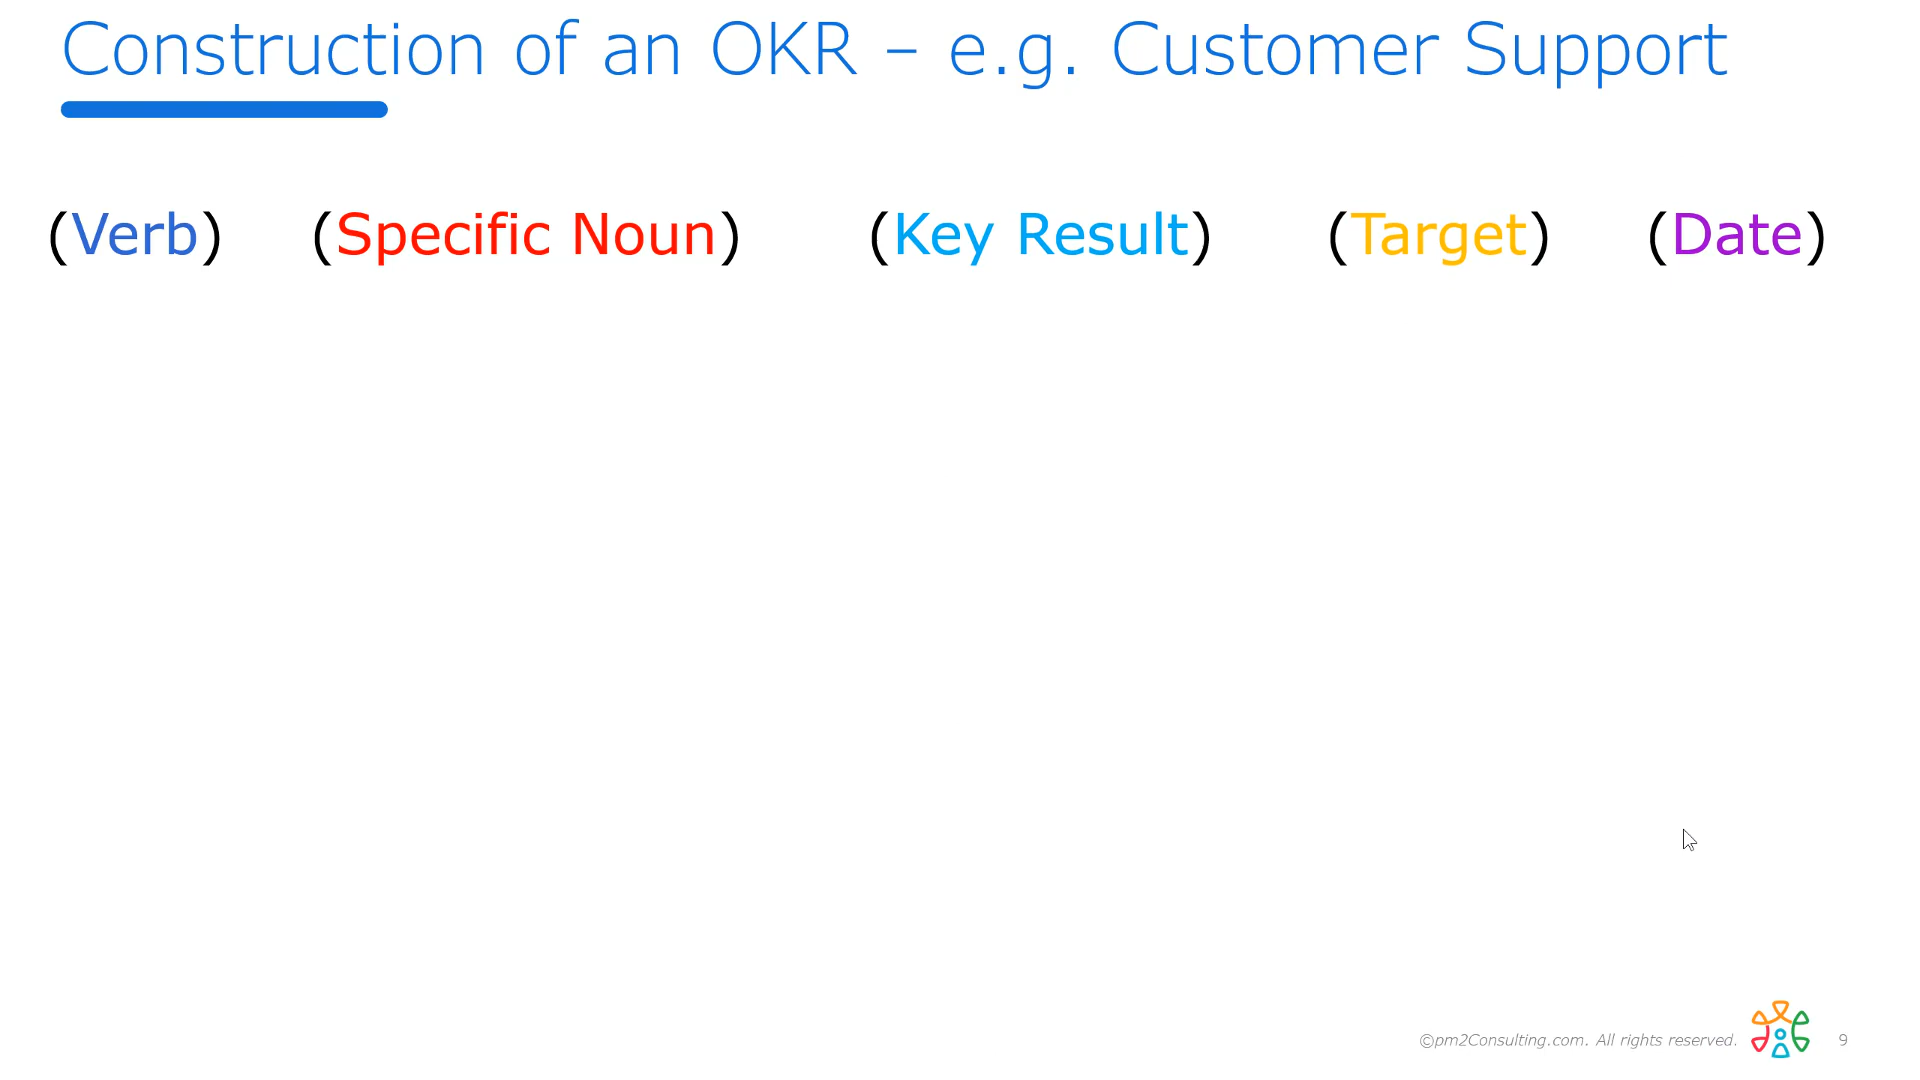 Construction of an OKR – e.g. Customer Support
(Verb) (Specific Noun) (Key Result) (Target) (Date)
©pm2Consulting.com. All rights reserved. 9